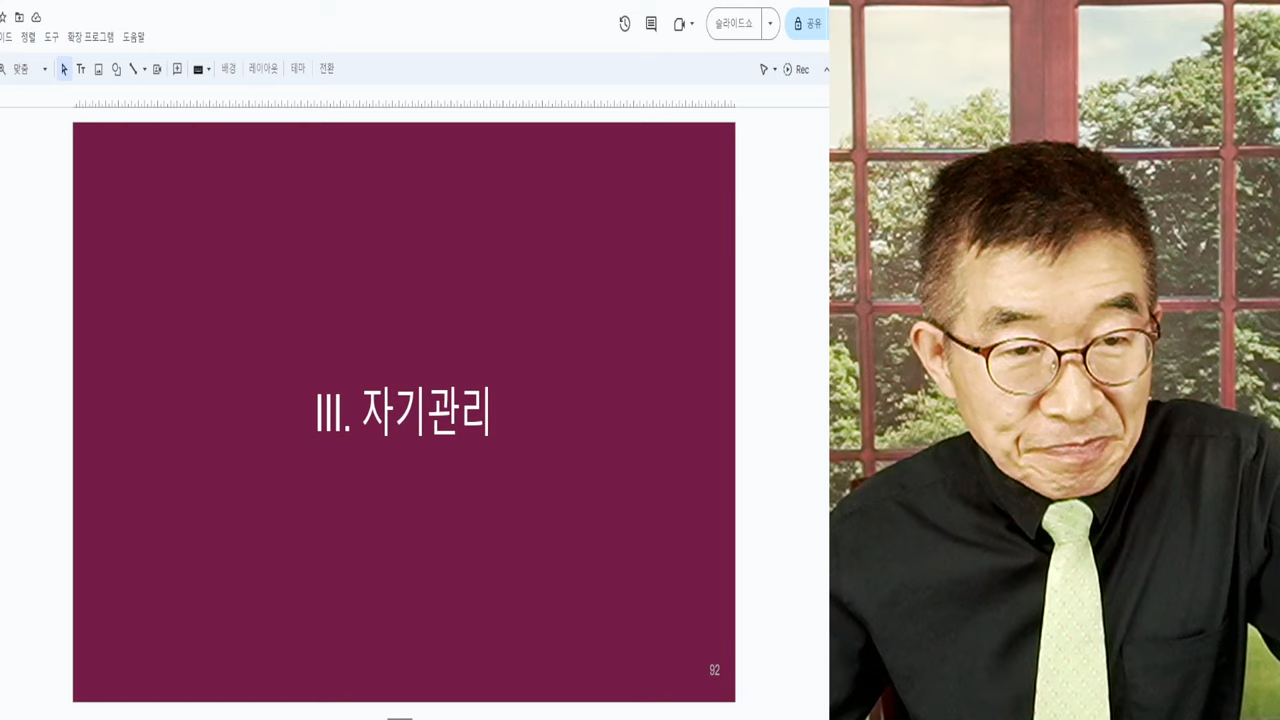 이드 정렬 도구 확장 프로그램 도움말
슬라이드쇼
공유
맞춤
Tr
배경 레이아웃 테마 전환
Rec
III. 자기관리
92